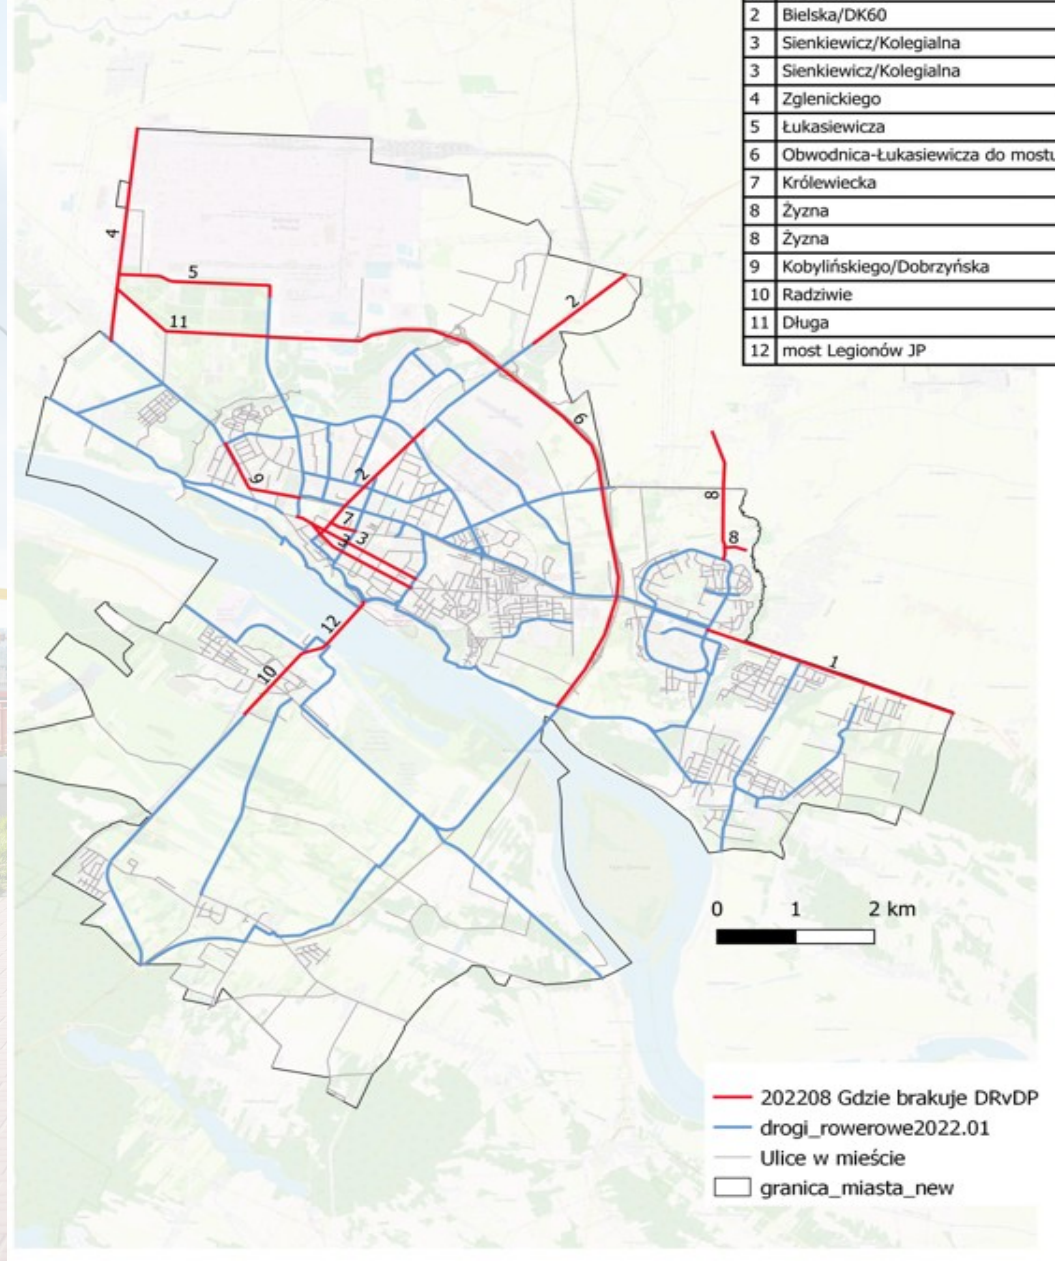 2 Bielska/DK60
3 Sienkiewicz/Kolegialna
3 Sienkiewicz/Kolegialna
4 Zglenickiego
5 Łukasiewicza
6 Obwodnica-Łukasiewicza do mostu
7 Królewiecka
8 Żyzna
8 Żyzna
9 Kobylińskiego/Dobrzyńska
10 Radziwie
11 Długa
12 most Legionów JP
4
5
2
11
6
2
9
8
7
3
3
8
12
1
10
0 1 2 km
202208 Gdzie brakuje DRvDP
drogi_rowerowe2022.01
Ulice w mieście
granica_miasta_new